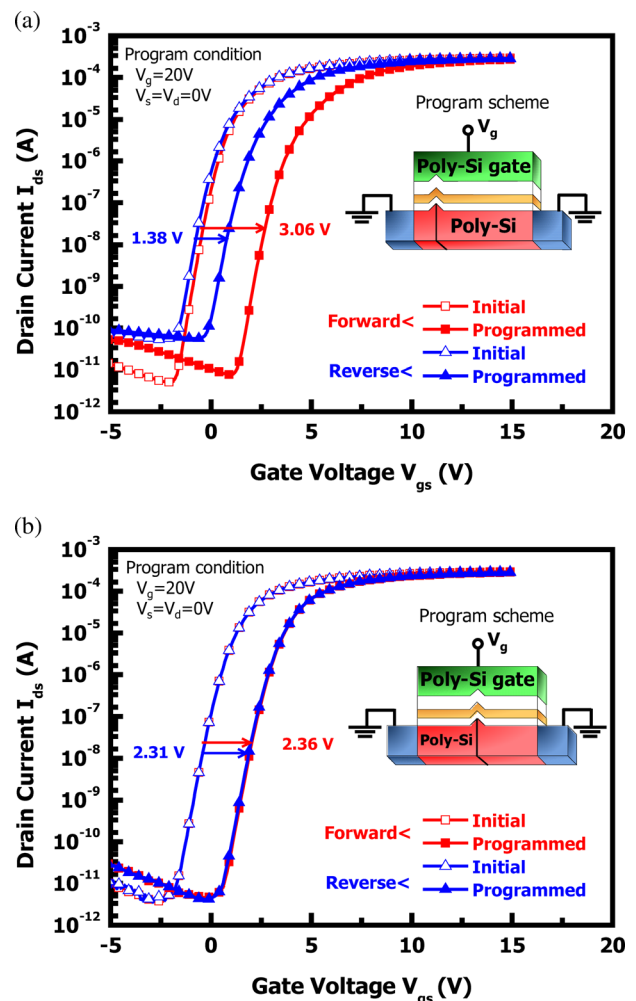 (a)
10⁻³
10⁻⁴
10⁻⁵
10⁻⁶
10⁻⁷
10⁻⁸
10⁻⁹
10⁻¹⁰
10⁻¹¹
10⁻¹²
Drain Current I_ds (A)
Program condition
V_g=20V
V_s=V_d=0V
Program scheme
V_g
Poly-Si gate
Poly-Si
1.38 V
3.06 V
Forward<
Initial
Programmed
Reverse<
Initial
Programmed
-5 0 5 10 15 20
Gate Voltage V_gs (V)
(b)
10⁻³
10⁻⁴
10⁻⁵
10⁻⁶
10⁻⁷
10⁻⁸
10⁻⁹
10⁻¹⁰
10⁻¹¹
10⁻¹²
Drain Current I_ds (A)
Program condition
V_g=20V
V_s=V_d=0V
Program scheme
V_g
Poly-Si gate
Poly-Si
2.31 V
2.36 V
Forward<
Initial
Programmed
Reverse<
Initial
Programmed
-5 0 5 10 15 20
Gate Voltage V_gs (V)